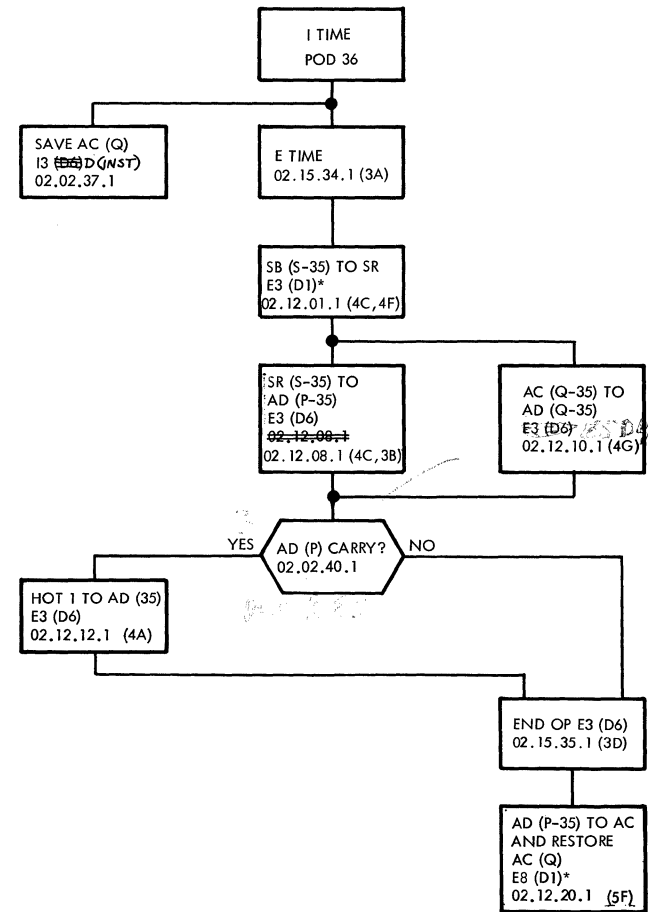 I TIME
POD 36
SAVE AC (Q)
I3 (D6) D (INST)
02.02.37.1
E TIME
02.15.34.1 (3A)
SB (S-35) TO SR
E3 (D1)*
02.12.01.1 (4C,4F)
SR (S-35) TO
AD (P-35)
E3 (D6)
02.12.08.1
02.12.08.1 (4C,3B)
AC (Q-35) TO
AD (Q-35)
E3 (D6)
02.12.10.1 (4G)
AD (P) CARRY?
02.02.40.1
YES
NO
HOT 1 TO AD (35)
E3 (D6)
02.12.12.1 (4A)
END OP E3 (D6)
02.15.35.1 (3D)
AD (P-35) TO AC
AND RESTORE
AC (Q)
E8 (D1)*
02.12.20.1 (5F)